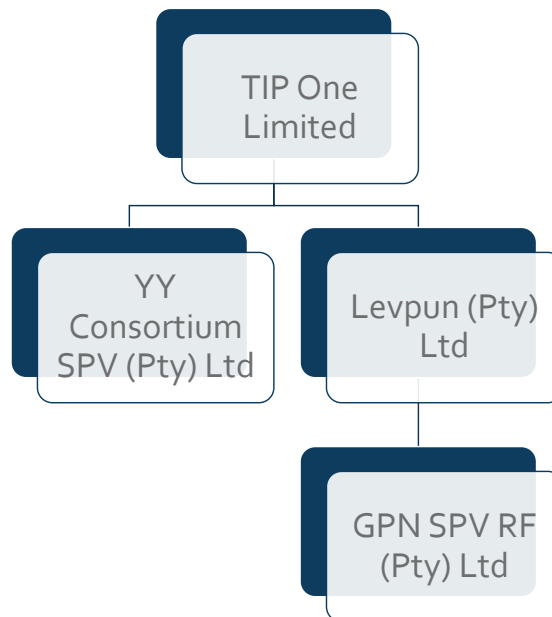 TIP One
Limited
YY
Consortium
SPV (Pty) Ltd
Levpun (Pty)
Ltd
GPN SPV RF
(Pty) Ltd